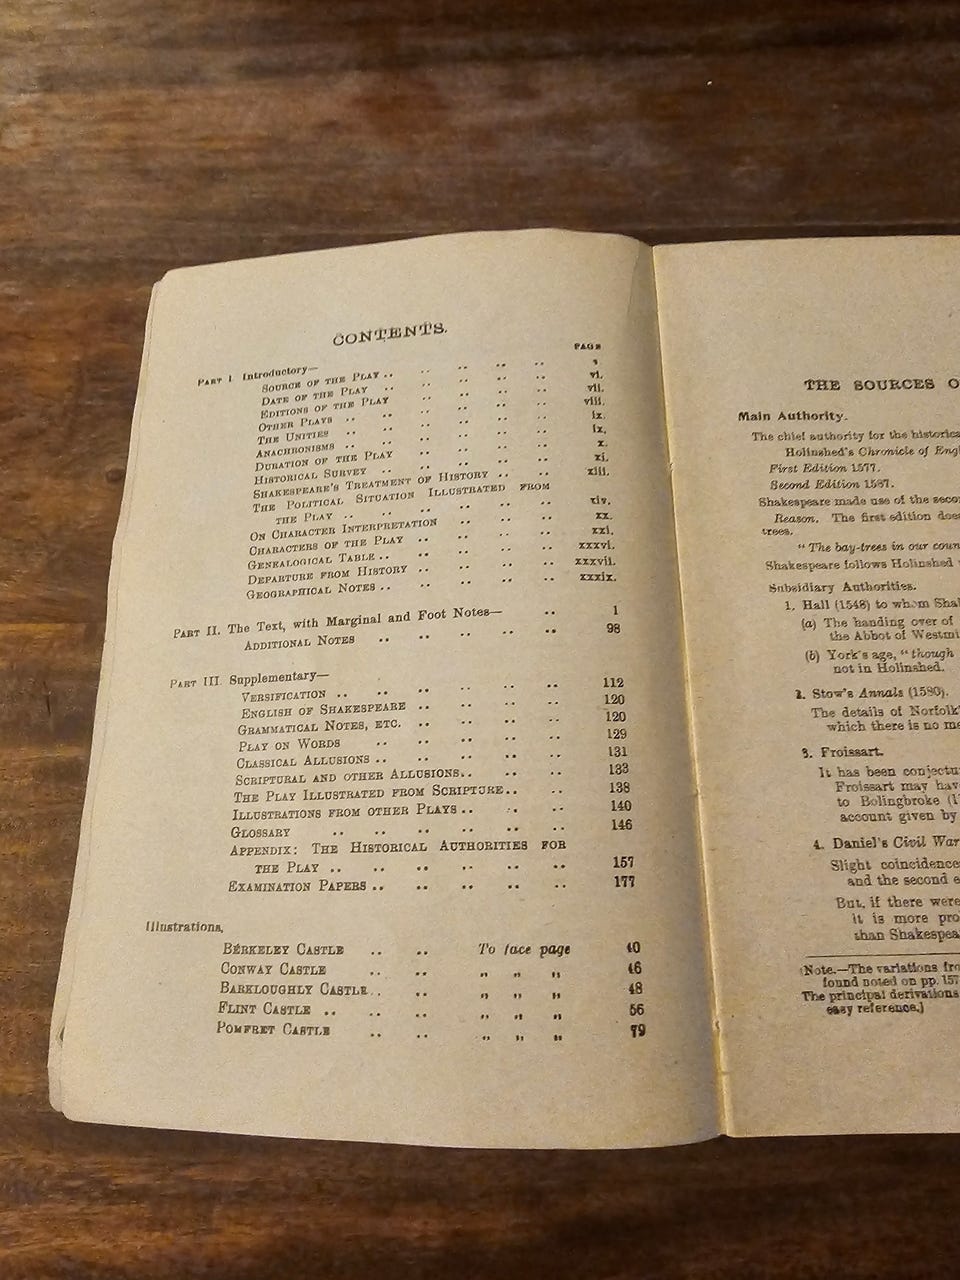 CONTENTS.
PAGE
PART I. Introductory—
SOURCE OF THE PLAY .. .. .. .. .. v.
DATE OF THE PLAY .. .. .. .. .. vi.
EDITIONS OF THE PLAY .. .. .. .. vii.
OTHER PLAYS .. .. .. .. .. .. viii.
THE UNITIES .. .. .. .. .. .. ix.
ANACHRONISMS .. .. .. .. .. .. ix.
DURATION OF THE PLAY .. .. .. .. x.
HISTORICAL SURVEY .. .. .. .. .. xi.
SHAKESPEARE'S TREATMENT OF HISTORY .. .. xiii.
THE POLITICAL SITUATION ILLUSTRATED FROM
THE PLAY .. .. .. .. .. .. xiv.
ON CHARACTER INTERPRETATION .. .. .. xx.
CHARACTERS OF THE PLAY .. .. .. .. xxi.
GENEALOGICAL TABLE .. .. .. .. .. xxxvi.
DEPARTURE FROM HISTORY .. .. .. .. xxxvii.
GEOGRAPHICAL NOTES .. .. .. .. .. xxxix.
PART II. The Text, with Marginal and Foot Notes— .. 1
ADDITIONAL NOTES .. .. .. .. .. 98
PART III. Supplementary—
VERSIFICATION .. .. .. .. .. .. 112
ENGLISH OF SHAKESPEARE .. .. .. .. 120
GRAMMATICAL NOTES, ETC. .. .. .. .. 120
PLAY ON WORDS .. .. .. .. .. 129
CLASSICAL ALLUSIONS .. .. .. .. .. 131
SCRIPTURAL AND OTHER ALLUSIONS .. .. .. 133
THE PLAY ILLUSTRATED FROM SCRIPTURE .. .. 138
ILLUSTRATIONS FROM OTHER PLAYS .. .. .. 140
GLOSSARY .. .. .. .. .. .. 146
APPENDIX: THE HISTORICAL AUTHORITIES FOR
THE PLAY .. .. .. .. .. .. 157
EXAMINATION PAPERS .. .. .. .. .. 177
Illustrations.
BERKELEY CASTLE .. .. To face page 40
CONWAY CASTLE .. .. „ „ „ 46
BARKLOUGHLY CASTLE .. .. „ „ „ 48
FLINT CASTLE .. .. .. „ „ „ 56
POMFRET CASTLE .. .. „ „ „ 79
THE SOURCES O
Main Authority.
The chief authority for the historica
Holinshed's Chronicle of Engl
First Edition 1577.
Second Edition 1587.
Shakespeare made use of the seco
Reason. The first edition doe
trees.
"The bay-trees in our coun
Shakespeare follows Holinshed
Subsidiary Authorities.
1. Hall (1548) to whom Sha
(a) The handing over of
the Abbot of Westmi
(b) York's age, "though
not in Holinshed.
2. Stow's Annals (1580).
The details of Norfolk'
which there is no me
3. Froissart.
It has been conjectu
Froissart may hav
to Bolingbroke (I
account given by
4. Daniel's Civil War
Slight coincidence
and the second e
But, if there were
it is more pro
than Shakespea
(Note.—The variations fro
found noted on pp. 157
The principal derivations
easy reference.)